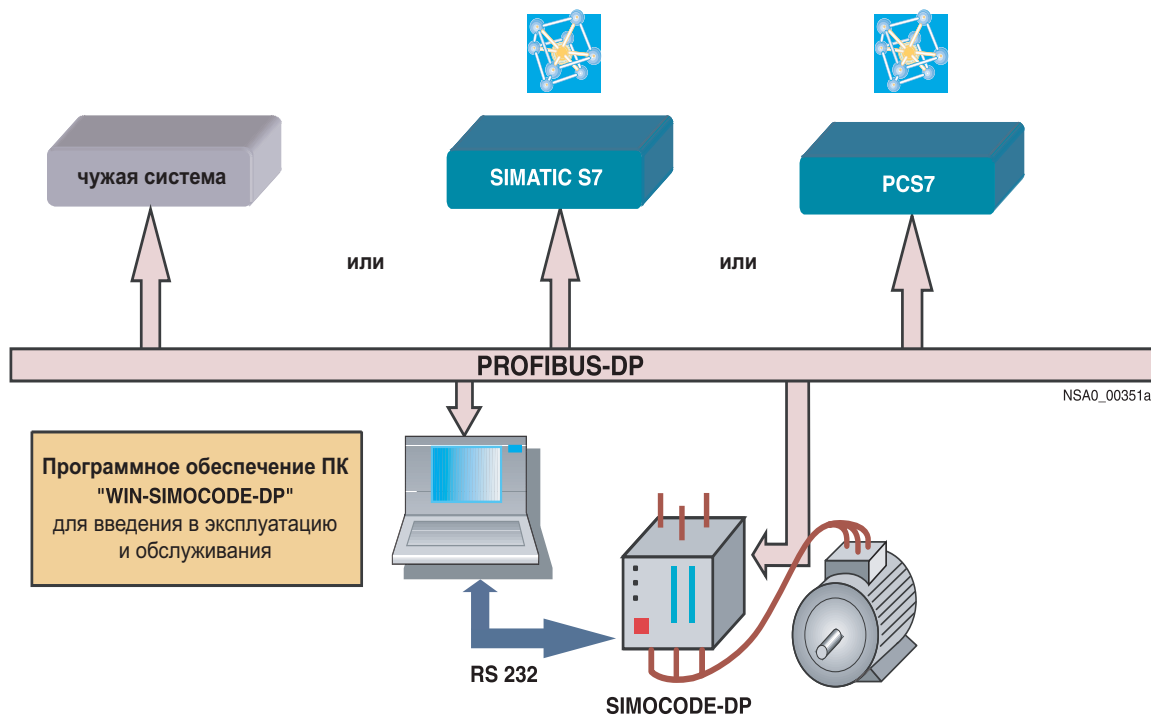 чужая система
SIMATIC S7
PCS7
или
или
PROFIBUS-DP
NSA0_00351a
Программное обеспечение ПК
"WIN-SIMOCODE-DP"
для введения в эксплуатацию
и обслуживания
RS 232
SIMOCODE-DP